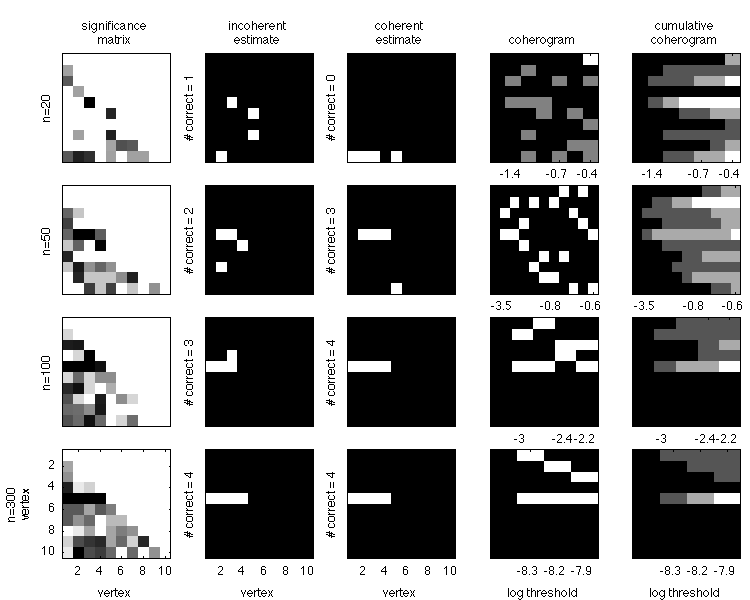 significance matrix
incoherent estimate
coherent estimate
coherogram
cumulative coherogram
n=20
# correct = 1
# correct = 0
-1.4 -0.7 -0.4
-1.4 -0.7 -0.4
n=50
# correct = 2
# correct = 3
-3.5 -0.8 -0.6
-3.5 -0.8 -0.6
n=100
# correct = 3
# correct = 4
-3 -2.4 -2.2
-3 -2.4 -2.2
n=300
vertex
2
4
6
8
10
# correct = 4
# correct = 4
2 4 6 8 10
2 4 6 8 10
2 4 6 8 10
-8.3 -8.2 -7.9
-8.3 -8.2 -7.9
vertex
vertex
vertex
log threshold
log threshold